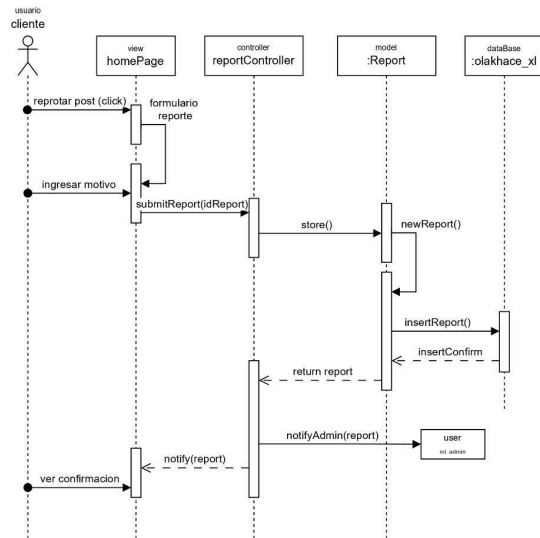 usuario
cliente
view
homePage
controller
reportController
model
:Report
dataBase
:olakhace_xl
reprotar post (click)
formulario
reporte
ingresar motivo
submitReport(idReport)
store()
newReport()
insertReport()
insertConfirm
return report
notifyAdmin(report)
user
rol: admin
notify(report)
ver confirmacion